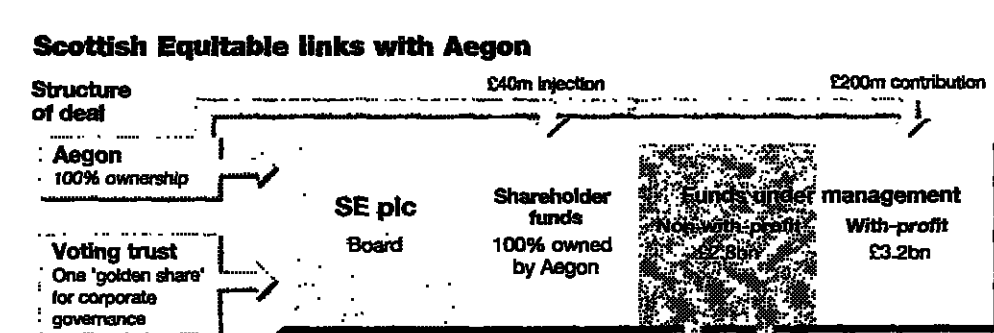 Scottish Equitable links with Aegon
Structure
of deal
£40m injection
£200m contribution
Aegon
100% ownership
Voting trust
One 'golden share'
for corporate
governance
SE plc
Board
Shareholder
funds
100% owned
by Aegon
Funds under management
Non-with-profit
£2.8bn
With-profit
£3.2bn